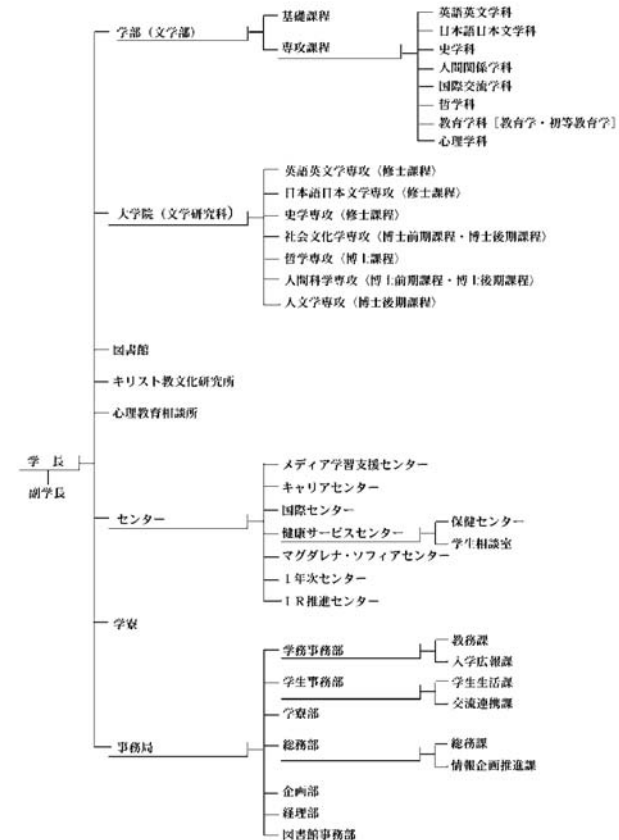 学部（文学部）
基礎課程
専攻課程
英語英文学科
日本語日本文学科
史学科
人間関係学科
国際交流学科
哲学科
教育学科［教育学・初等教育学］
心理学科
大学院（文学研究科）
英語英文学専攻（修士課程）
日本語日本文学専攻（修士課程）
史学専攻（修士課程）
社会文化学専攻（博士前期課程・博士後期課程）
哲学専攻（博士課程）
人間科学専攻（博士前期課程・博士後期課程）
人文学専攻（博士後期課程）
図書館
キリスト教文化研究所
心理教育相談所
学　長
副学長
センター
メディア学習支援センター
キャリアセンター
国際センター
健康サービスセンター
保健センター
学生相談室
マグダレナ・ソフィアセンター
１年次センター
ＩＲ推進センター
学寮
事務局
学務事務部
教務課
入学広報課
学生事務部
学生生活課
交流連携課
学寮部
総務部
総務課
情報企画推進課
企画部
経理部
図書館事務部